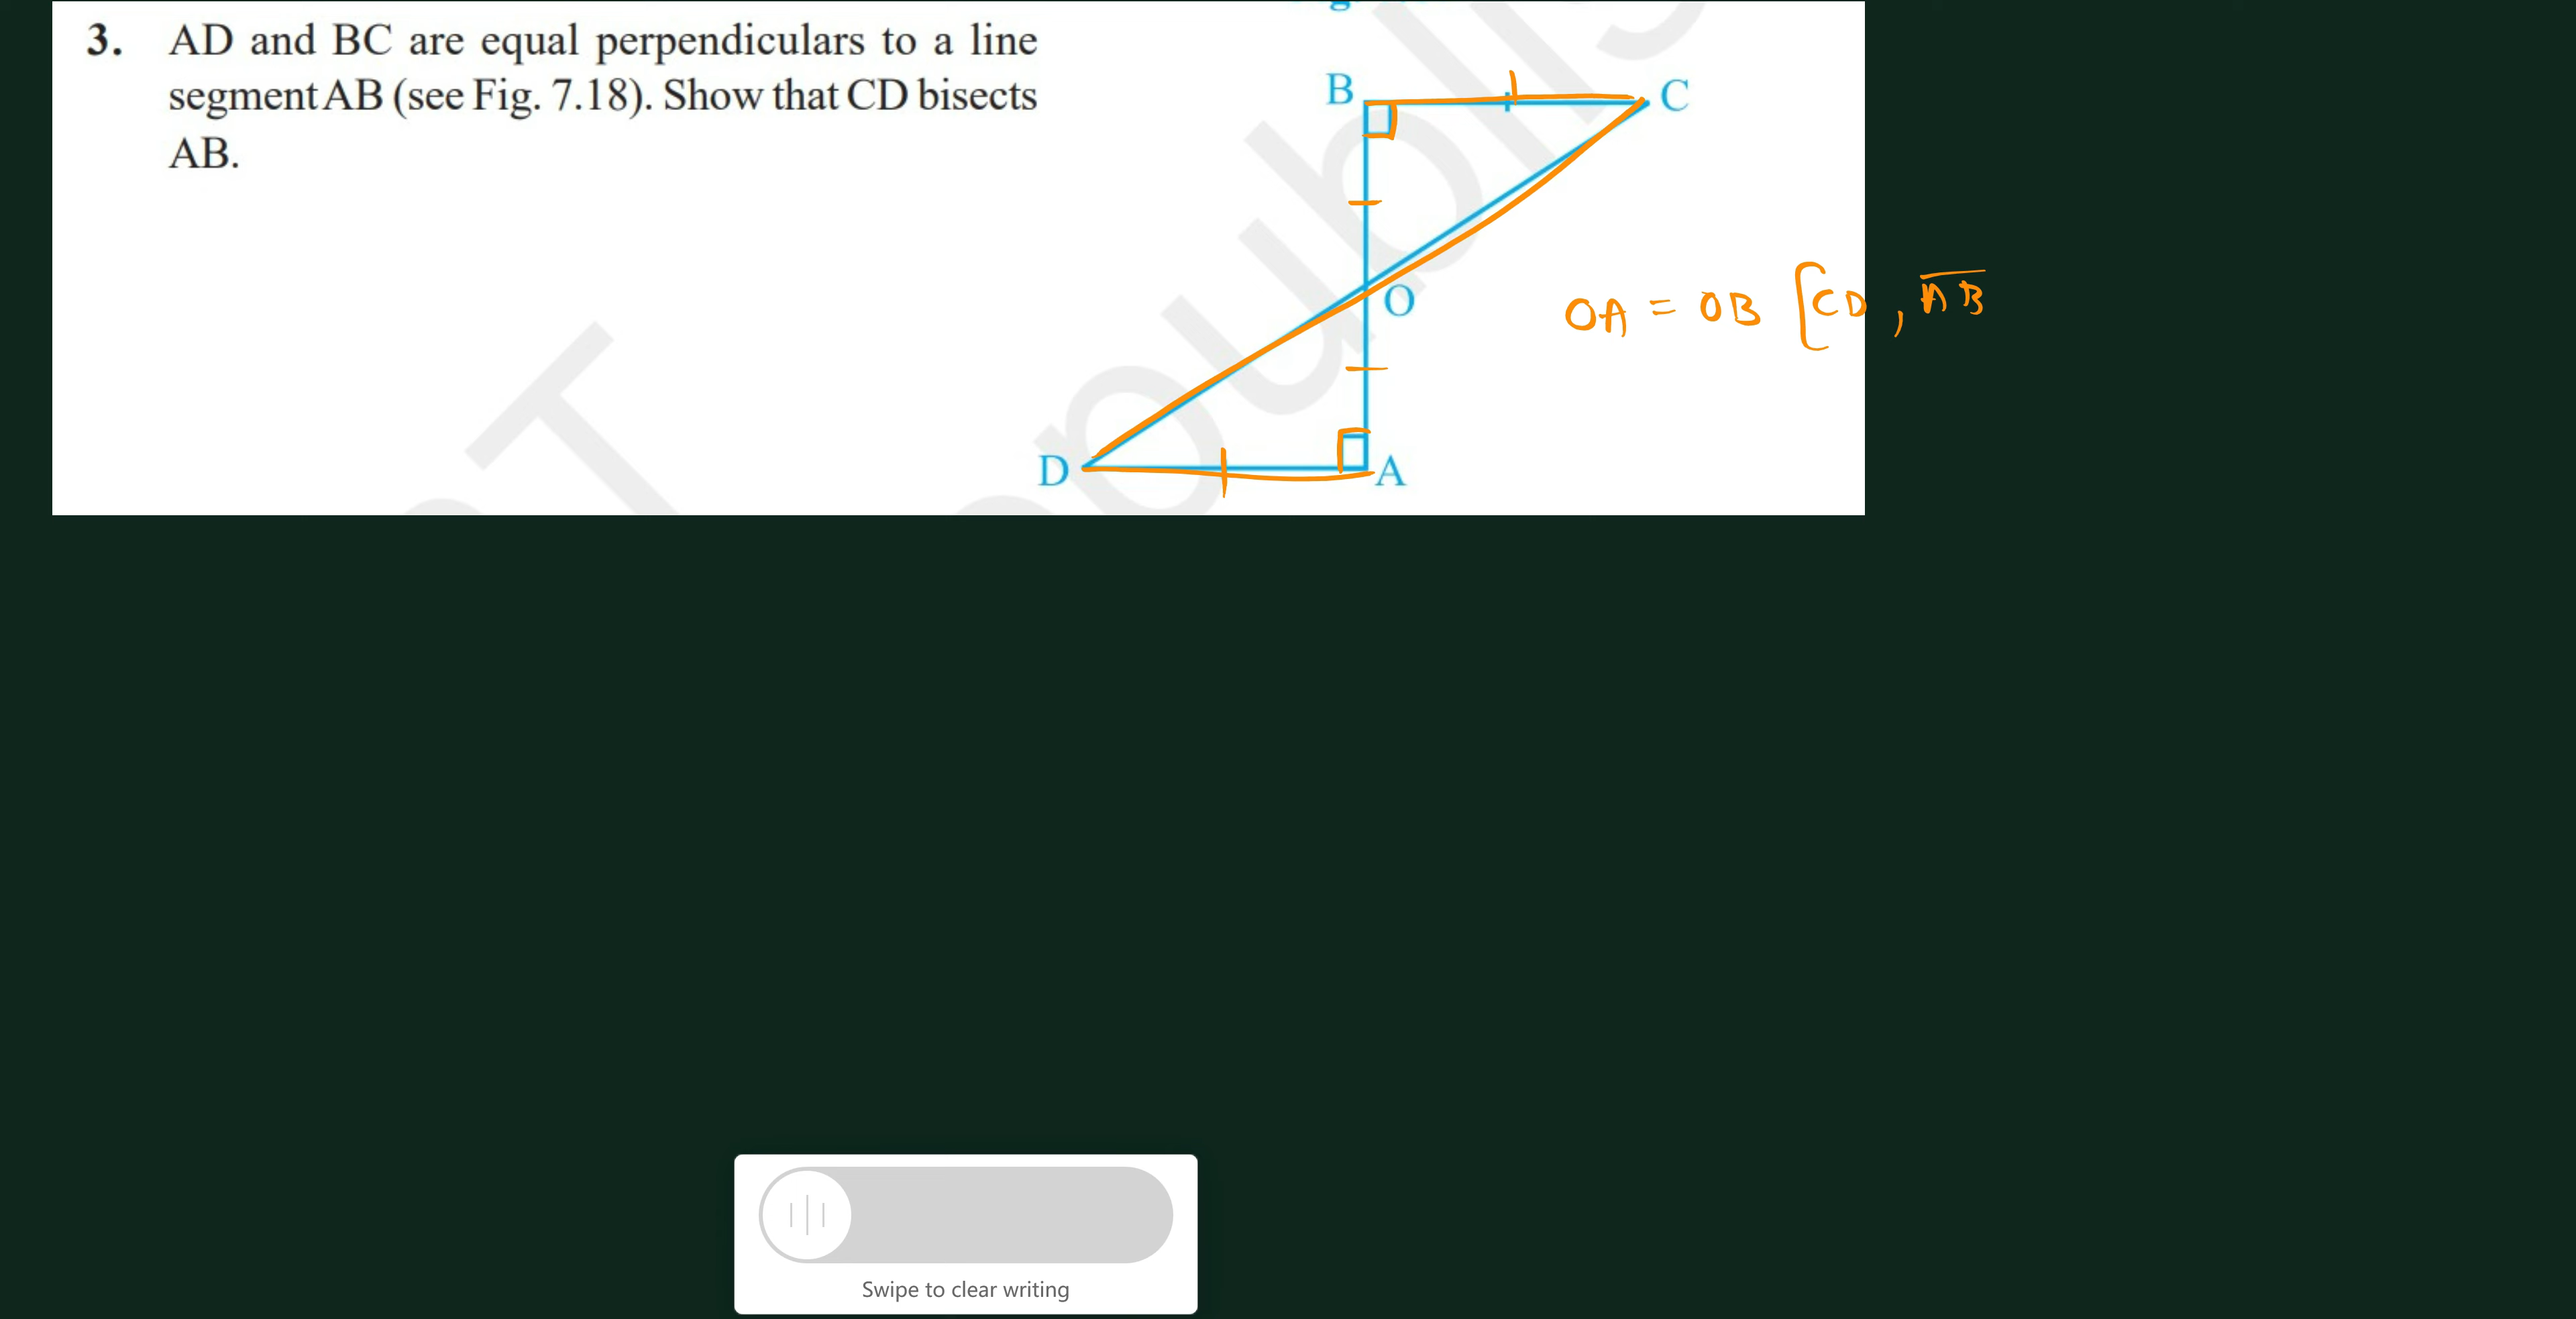 3. AD and BC are equal perpendiculars to a line
segment AB (see Fig. 7.18). Show that CD bisects
AB.
B
C
O
OA = OB [CD, AB
D
A
Swipe to clear writing